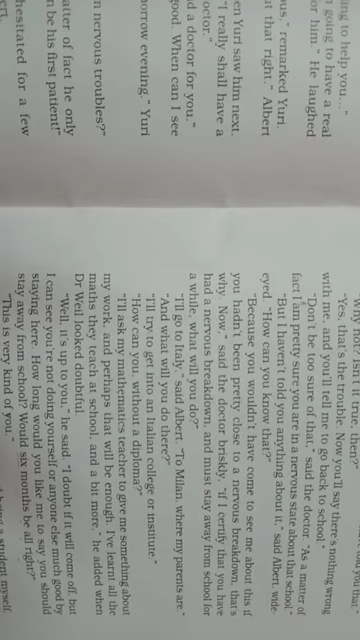 ing to help you..."
going to have a real
for him." He laughed
us," remarked Yuri.
t that right." Albert
en Yuri saw him next.
"I really shall have a
octor."
d a doctor for you."
good. When can I see
orrow evening," Yuri
n nervous troubles?"
atter of fact he only
n be his first patient!"
hesitated for a few
not? Isn't it true, then?"
"Yes, that's the trouble. Now you'll say there's nothing wrong
with me, and you'll tell me to go back to school."
"Don't be too sure of that," said the doctor. "As a matter of
fact I am pretty sure you are in a nervous state about that school."
"But I haven't told you anything about it," said Albert, wide-
eyed. "How can you know that?"
"Because you wouldn't have come to see me about this if
you hadn't been pretty close to a nervous breakdown, that's
why. Now," said the doctor briskly, "if I certify that you have
had a nervous breakdown, and must stay away from school for
a while, what will you do?"
"I'll go to Italy," said Albert. "To Milan, where my parents are."
"And what will you do there?"
"I'll try to get into an Italian college or institute."
"How can you, without a diploma?"
"I'll ask my mathematics teacher to give me something about
my work, and perhaps that will be enough. I've learnt all the
maths they teach at school, and a bit more," he added when
Dr Weil looked doubtful.
"Well, it's up to you," he said. "I doubt if it will come off, but
I can see you're not doing yourself or anyone else much good by
staying here. How long would you like me to say you should
stay away from school? Would six months be all right?"
"This is very kind of you."
a student myself